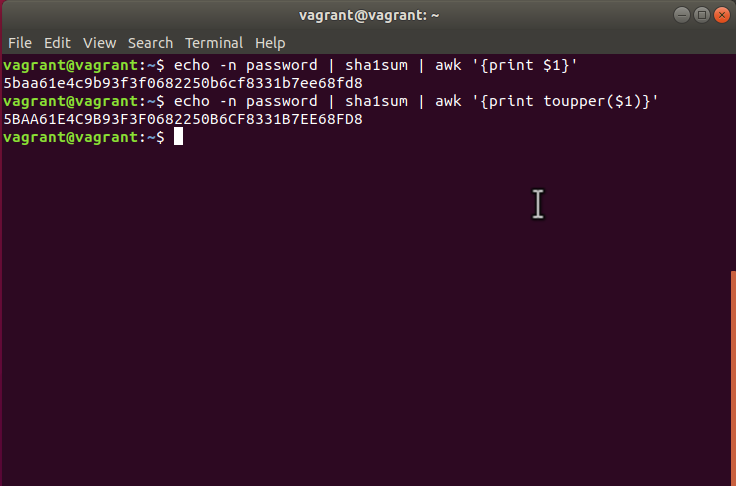 vagrant@vagrant: ~
File Edit View Search Terminal Help
vagrant@vagrant:~$ echo -n password | sha1sum | awk '{print $1}'
5baa61e4c9b93f3f0682250b6cf8331b7ee68fd8
vagrant@vagrant:~$ echo -n password | sha1sum | awk '{print toupper($1)}'
5BAA61E4C9B93F3F0682250B6CF8331B7EE68FD8
vagrant@vagrant:~$